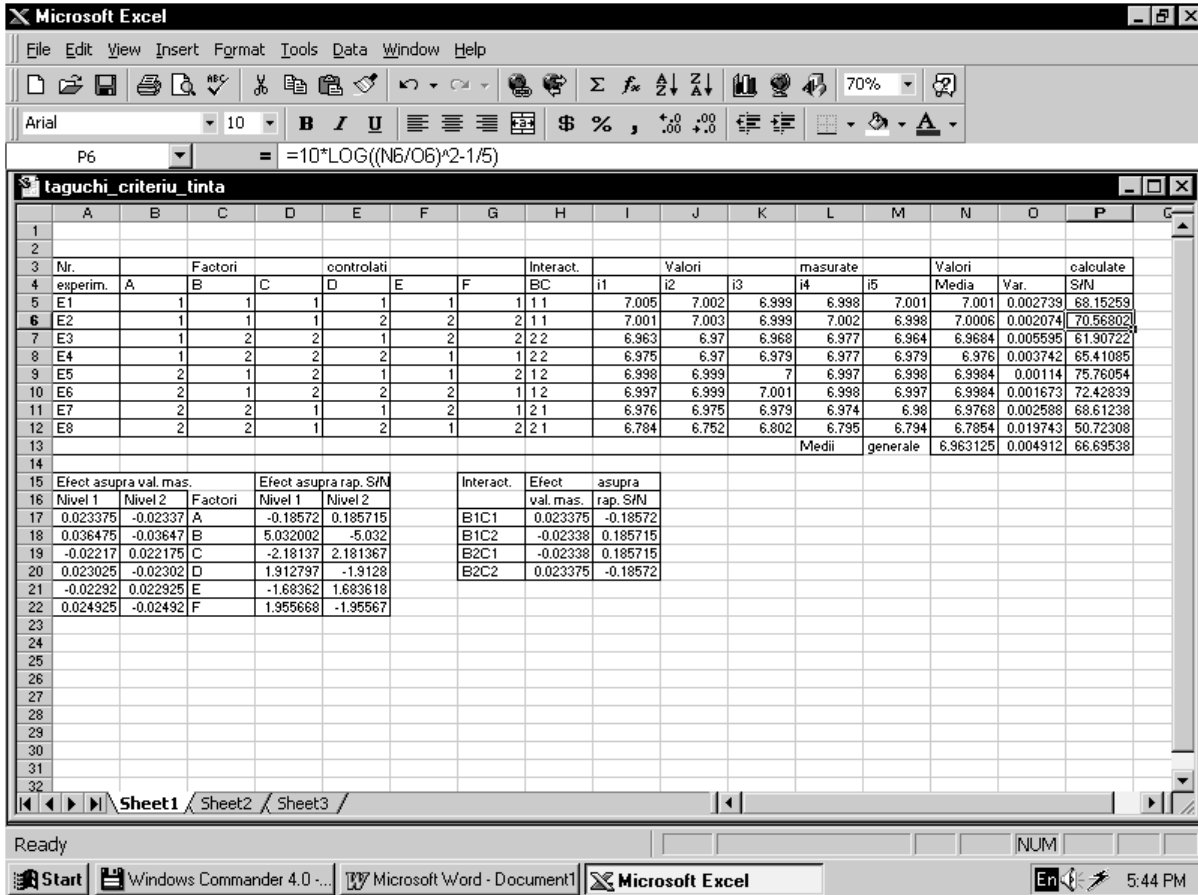 Microsoft Excel
File Edit View Insert Format Tools Data Window Help
ABC Σ fx A Z Z A 70%
Arial 10 B I U $ % , .0 .00 .00 .0 A
P6 = =10*LOG((N6/O6)^2-1/5)
taguchi_criteriu_tinta
A B C D E F G H I J K L M N O P
1
2
3 Nr. Factori controlati Interact. Valori masurate Valori calculate
4 experim. A B C D E F BC i1 i2 i3 i4 i5 Media Var. S/N
5 E1 1 1 1 1 1 1 1 1 7.005 7.002 6.999 6.998 7.001 7.001 0.002739 68.15259
6 E2 1 1 1 2 2 2 1 1 7.001 7.003 6.999 7.002 6.998 7.0006 0.002074 70.56802
7 E3 1 2 2 1 2 2 2 2 6.963 6.97 6.968 6.977 6.964 6.9684 0.005595 61.90722
8 E4 1 2 2 2 1 1 2 2 6.975 6.97 6.979 6.977 6.979 6.976 0.003742 65.41085
9 E5 2 1 2 1 1 2 1 2 6.998 6.999 7 6.997 6.998 6.9984 0.00114 75.76054
10 E6 2 1 2 2 2 1 1 2 6.997 6.999 7.001 6.998 6.997 6.9984 0.001673 72.42839
11 E7 2 2 1 1 2 1 2 1 6.976 6.975 6.979 6.974 6.98 6.9768 0.002588 68.61238
12 E8 2 2 1 2 1 2 2 1 6.784 6.752 6.802 6.795 6.794 6.7854 0.019743 50.72308
13 Medii generale 6.963125 0.004912 66.69538
14
15 Efect asupra val. mas. Efect asupra rap. S/N Interact. Efect asupra
16 Nivel 1 Nivel 2 Factori Nivel 1 Nivel 2 val. mas. rap. S/N
17 0.023375 -0.02337 A -0.18572 0.185715 B1C1 0.023375 -0.18572
18 0.036475 -0.03647 B 5.032002 -5.032 B1C2 -0.02338 0.185715
19 -0.02217 0.022175 C -2.18137 2.181367 B2C1 -0.02338 0.185715
20 0.023025 -0.02302 D 1.912797 -1.9128 B2C2 0.023375 -0.18572
21 -0.02292 0.022925 E -1.68362 1.683618
22 0.024925 -0.02492 F 1.955668 -1.95567
23
24
25
26
27
28
29
30
31
32
Sheet1 Sheet2 Sheet3
Ready NUM
Start Windows Commander 4.0 -... Microsoft Word - Document1 Microsoft Excel En 5:44 PM